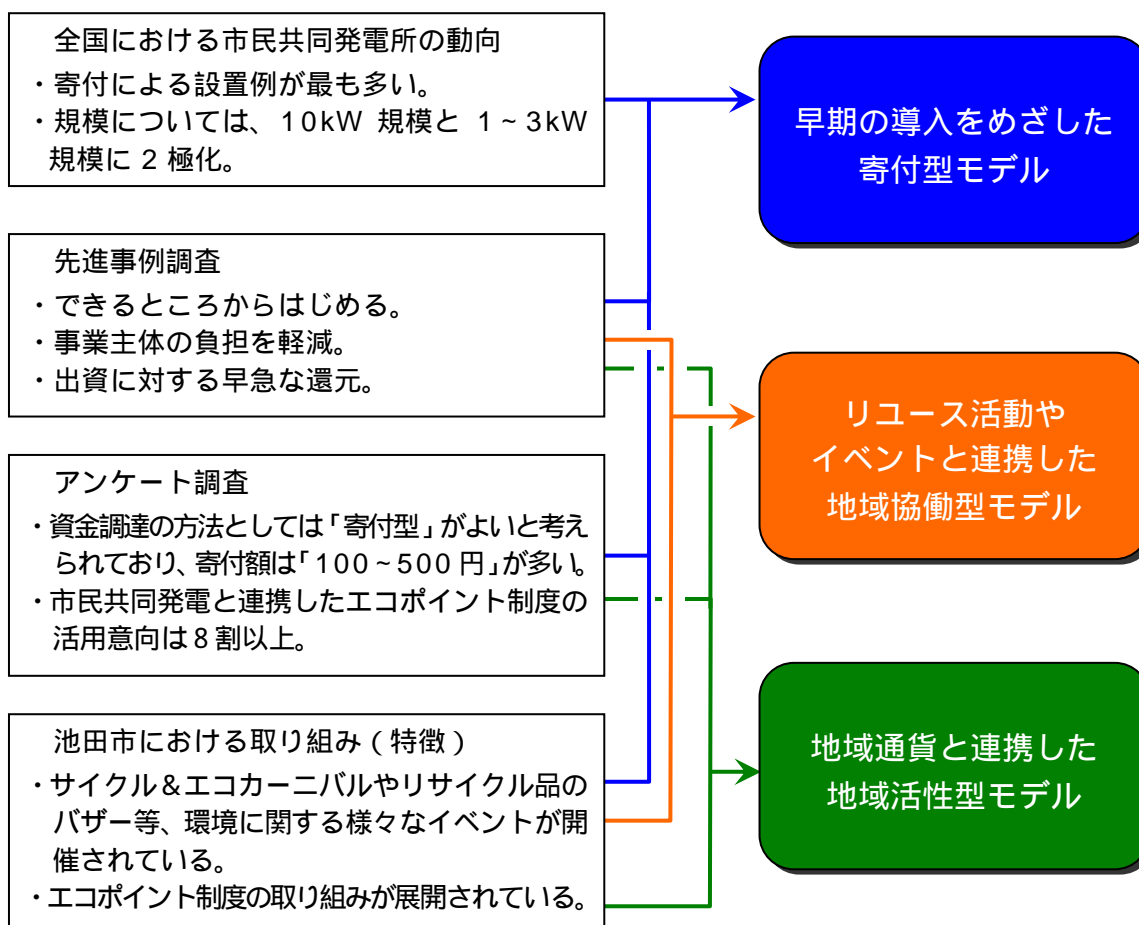 全国における市民共同発電所の動向
・寄付による設置例が最も多い。
・規模については、10kW 規模と 1~3kW
規模に 2 極化。
早期の導入をめざした
寄付型モデル
先進事例調査
・できるところからはじめる。
・事業主体の負担を軽減。
・出資に対する早急な還元。
リユース活動や
イベントと連携した
地域協働型モデル
アンケート調査
・資金調達の方法としては「寄付型」がよいと考え
られており、寄付額は「100~500 円」が多い。
・市民共同発電と連携したエコポイント制度の
活用意向は 8 割以上。
地域通貨と連携した
地域活性型モデル
池田市における取り組み(特徴)
・サイクル&エコカーニバルやリサイクル品の
バザー等、環境に関する様々なイベントが開
催されている。
・エコポイント制度の取り組みが展開されている。